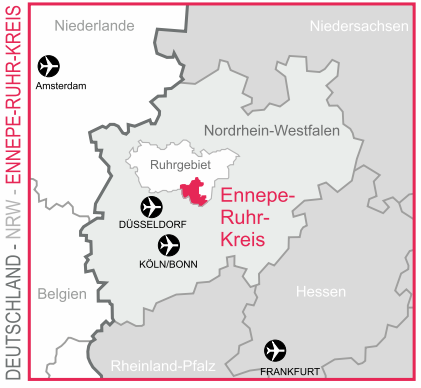 DEUTSCHLAND - NRW - ENNEPE-RUHR-KREIS
Niederlande
Niedersachsen
Amsterdam
Nordrhein-Westfalen
Ruhrgebiet
Ennepe-
Ruhr-
Kreis
DÜSSELDORF
KÖLN/BONN
Belgien
Hessen
Rheinland-Pfalz
FRANKFURT